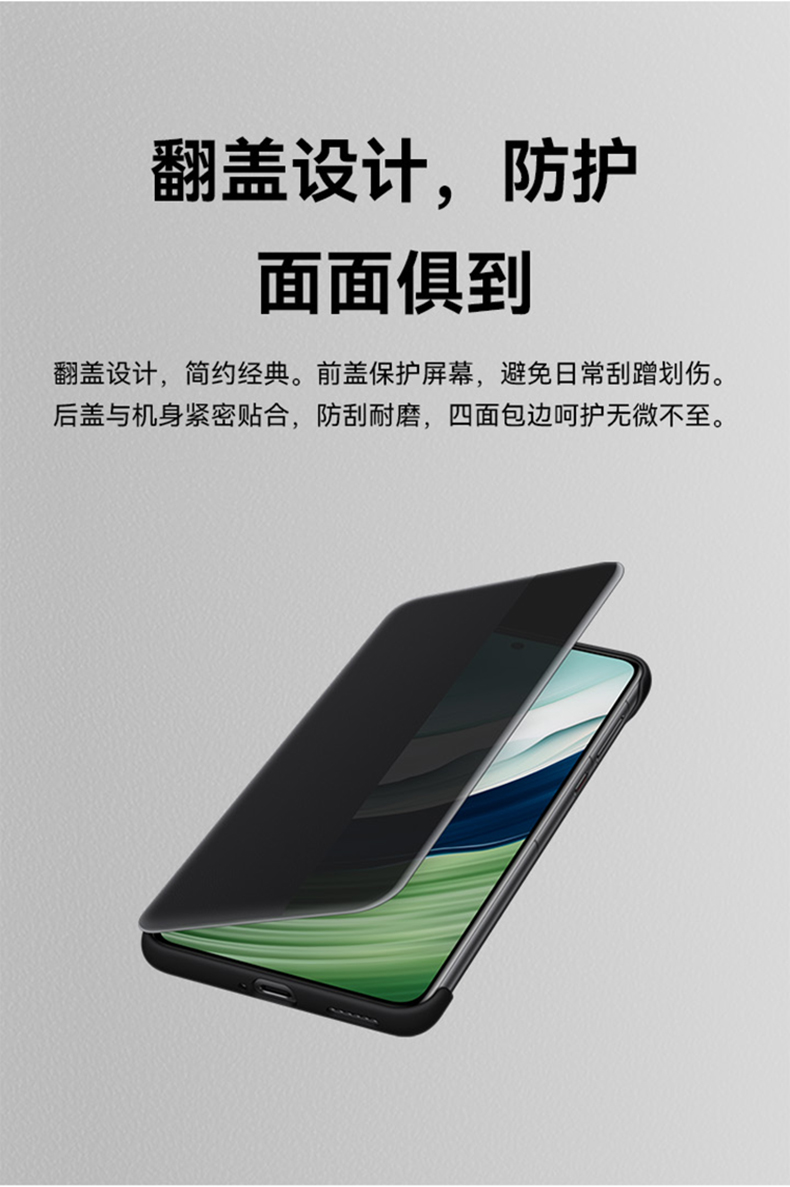 翻盖设计，防护
面面俱到
翻盖设计，简约经典。前盖保护屏幕，避免日常刮蹭划伤。
后盖与机身紧密贴合，防刮耐磨，四面包边呵护无微不至。